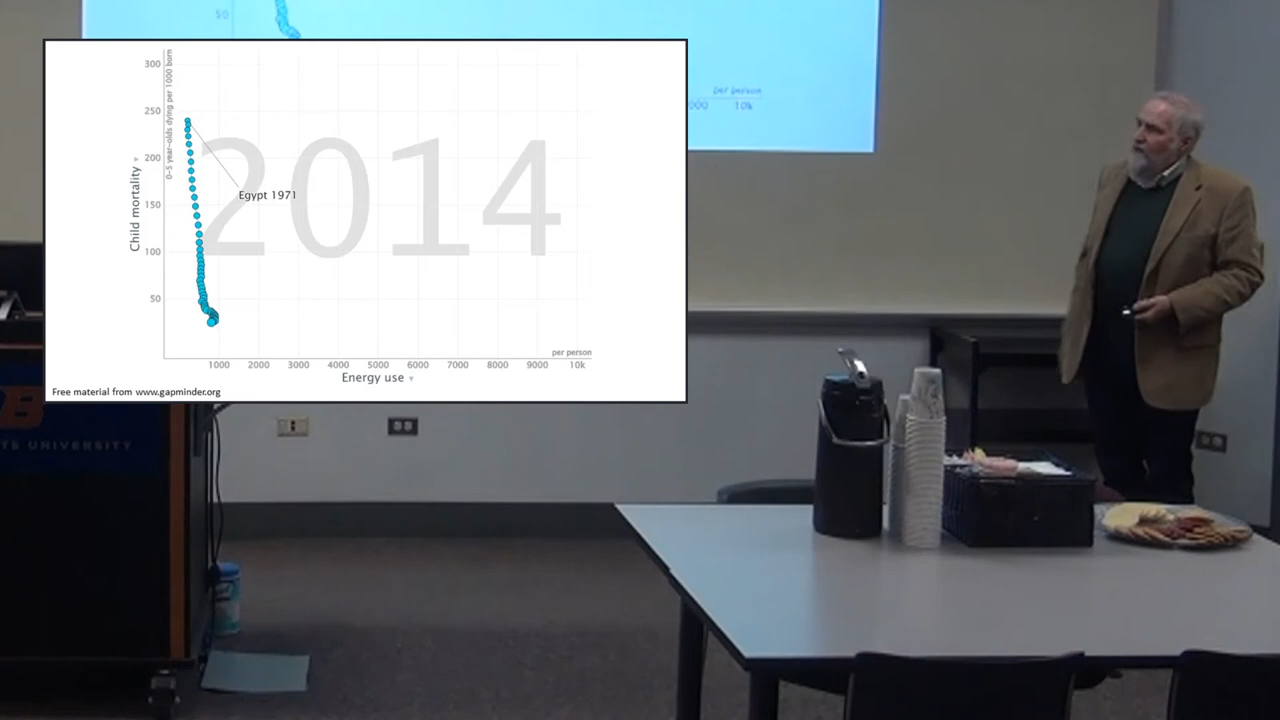 50
per person
000 10k
300
250
200
150
100
50
0-5 year-olds dying per 1000 born
Child mortality
2014
Egypt 1971
per person
1000 2000 3000 4000 5000 6000 7000 8000 9000 10k
Energy use
Free material from www.gapminder.org
B
TE UNIVERSITY